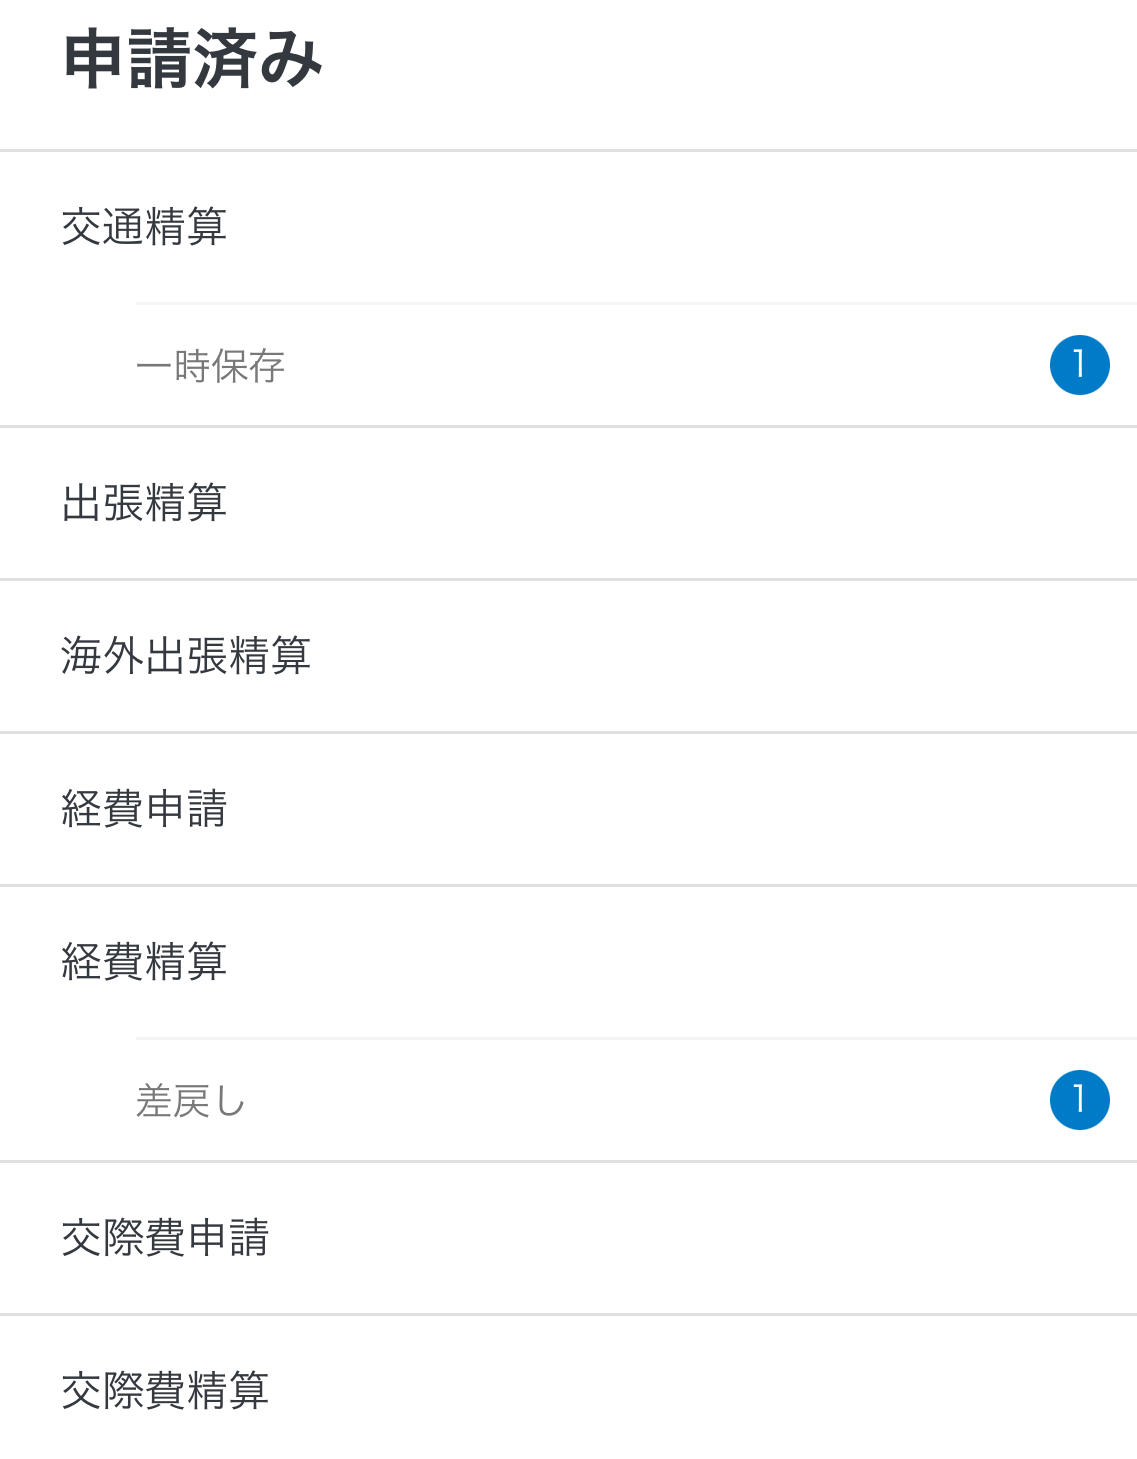 申請済み
交通精算
一時保存 1
出張精算
海外出張精算
経費申請
経費精算
差戻し 1
交際費申請
交際費精算